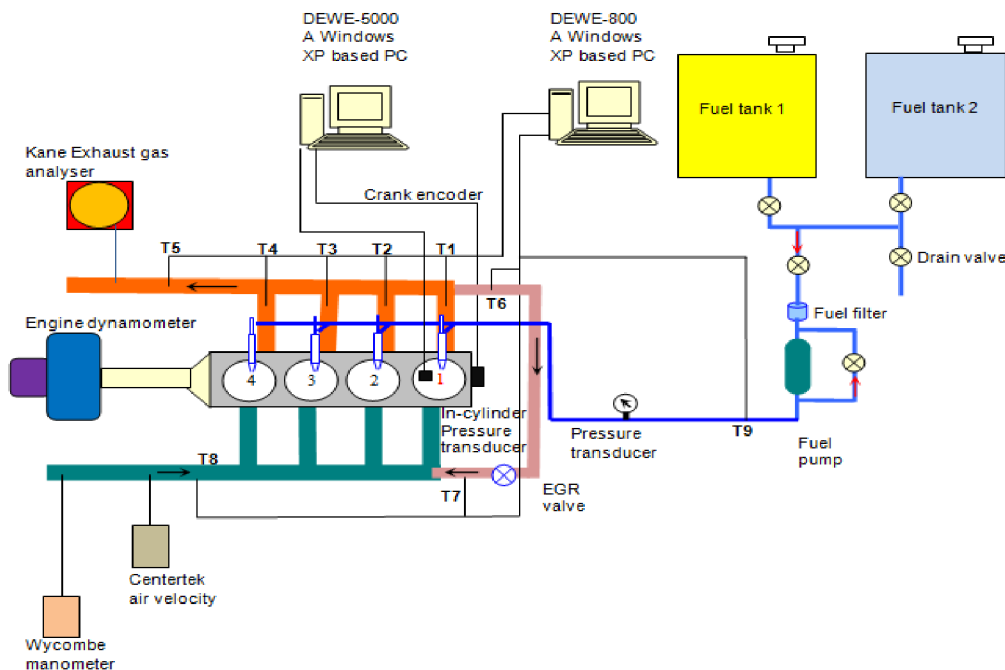 DEWE-5000
A Windows
XP based PC
DEWE-800
A Windows
XP based PC
Fuel tank 1
Fuel tank 2
Kane Exhaust gas
analyser
Crank encoder
T5
T4
T3
T2
T1
Drain valve
T6
Engine dynamometer
Fuel filter
4
3
2
1
In-cylinder
Pressure
transducer
Pressure
transducer
T9
Fuel
pump
T8
T7
EGR
valve
Centertek
air velocity
Wycombe
manometer